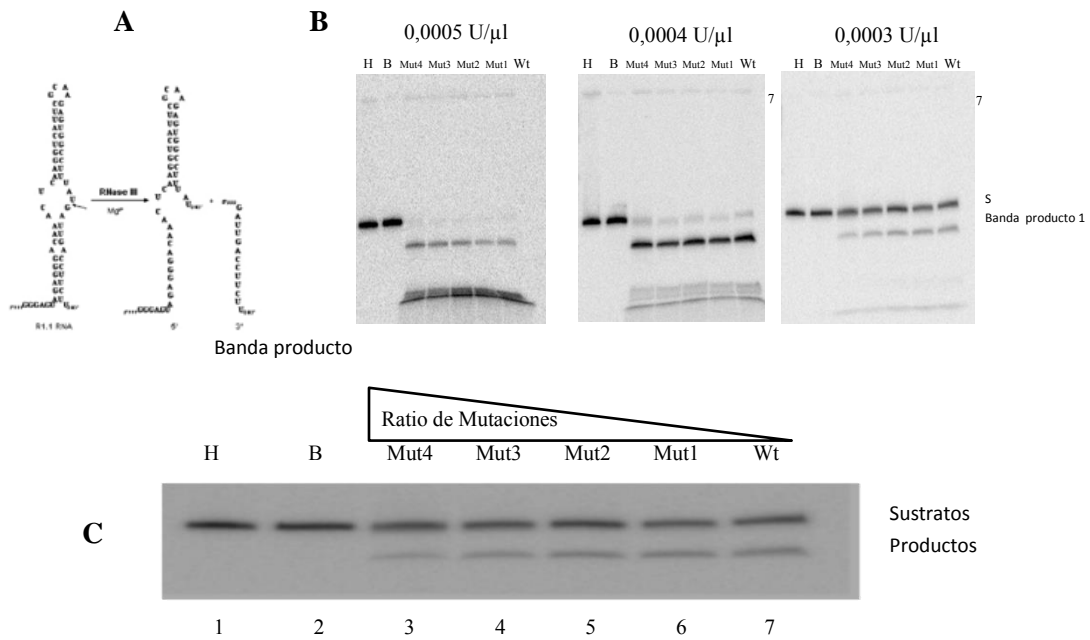 A
B
0,0005 U/µl
0,0004 U/µl
0,0003 U/µl
H B Mut4 Mut3 Mut2 Mut1 Wt
H B Mut4 Mut3 Mut2 Mut1 Wt
H B Mut4 Mut3 Mut2 Mut1 Wt
7
7
RNase III
Mg²⁺
S
Banda producto 1
R1.1 RNA
5'
3'
Banda producto
Ratio de Mutaciones
H B Mut4 Mut3 Mut2 Mut1 Wt
C
Sustratos
Productos
1 2 3 4 5 6 7